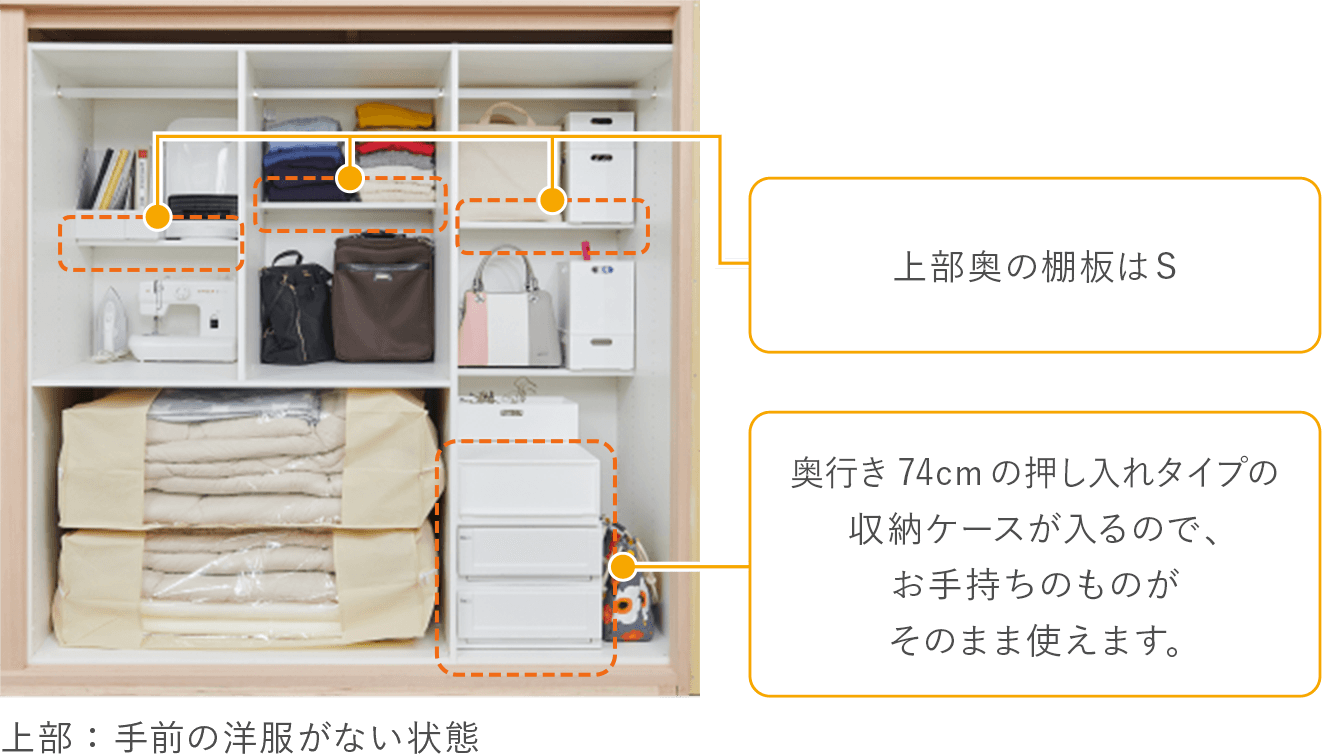 上部奥の棚板はS
奥行き74cmの押し入れタイプの
収納ケースが入るので、
お手持ちのものが
そのまま使えます。
上部：手前の洋服がない状態